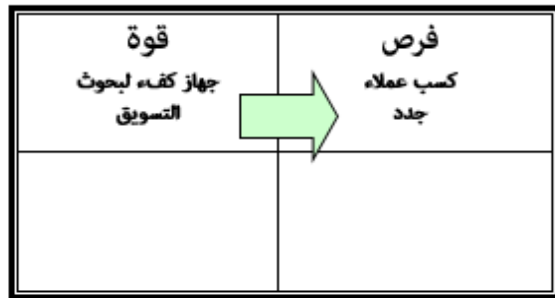 فرص
كسب عملاء
جدد
قوة
جهاز كفء لبحوث
التسويق